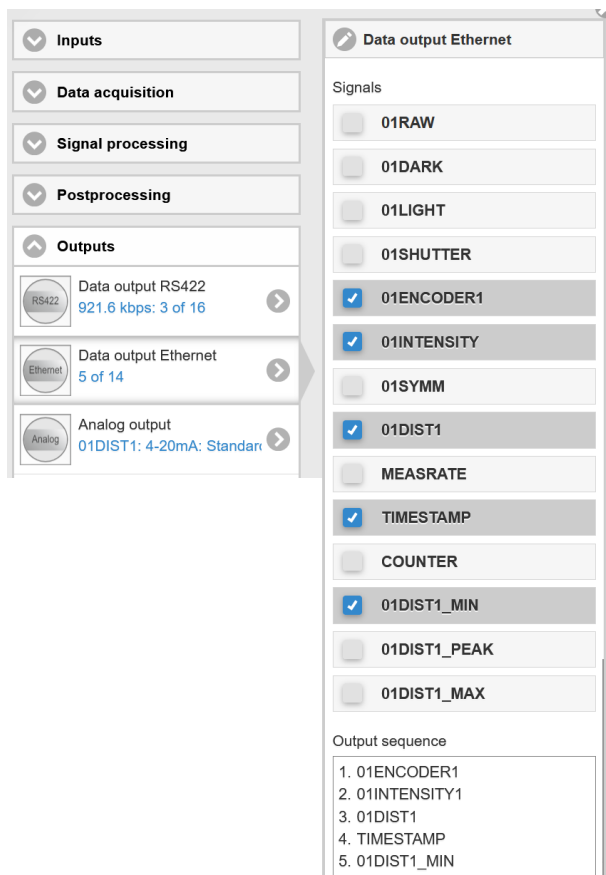 Inputs
Data acquisition
Signal processing
Postprocessing
Outputs
RS422
Data output RS422
921.6 kbps: 3 of 16
Ethernet
Data output Ethernet
5 of 14
Analog
Analog output
01DIST1: 4-20mA: Standard
Data output Ethernet
Signals
01RAW
01DARK
01LIGHT
01SHUTTER
01ENCODER1
01INTENSITY
01SYMM
01DIST1
MEASRATE
TIMESTAMP
COUNTER
01DIST1_MIN
01DIST1_PEAK
01DIST1_MAX
Output sequence
1. 01ENCODER1
2. 01INTENSITY1
3. 01DIST1
4. TIMESTAMP
5. 01DIST1_MIN